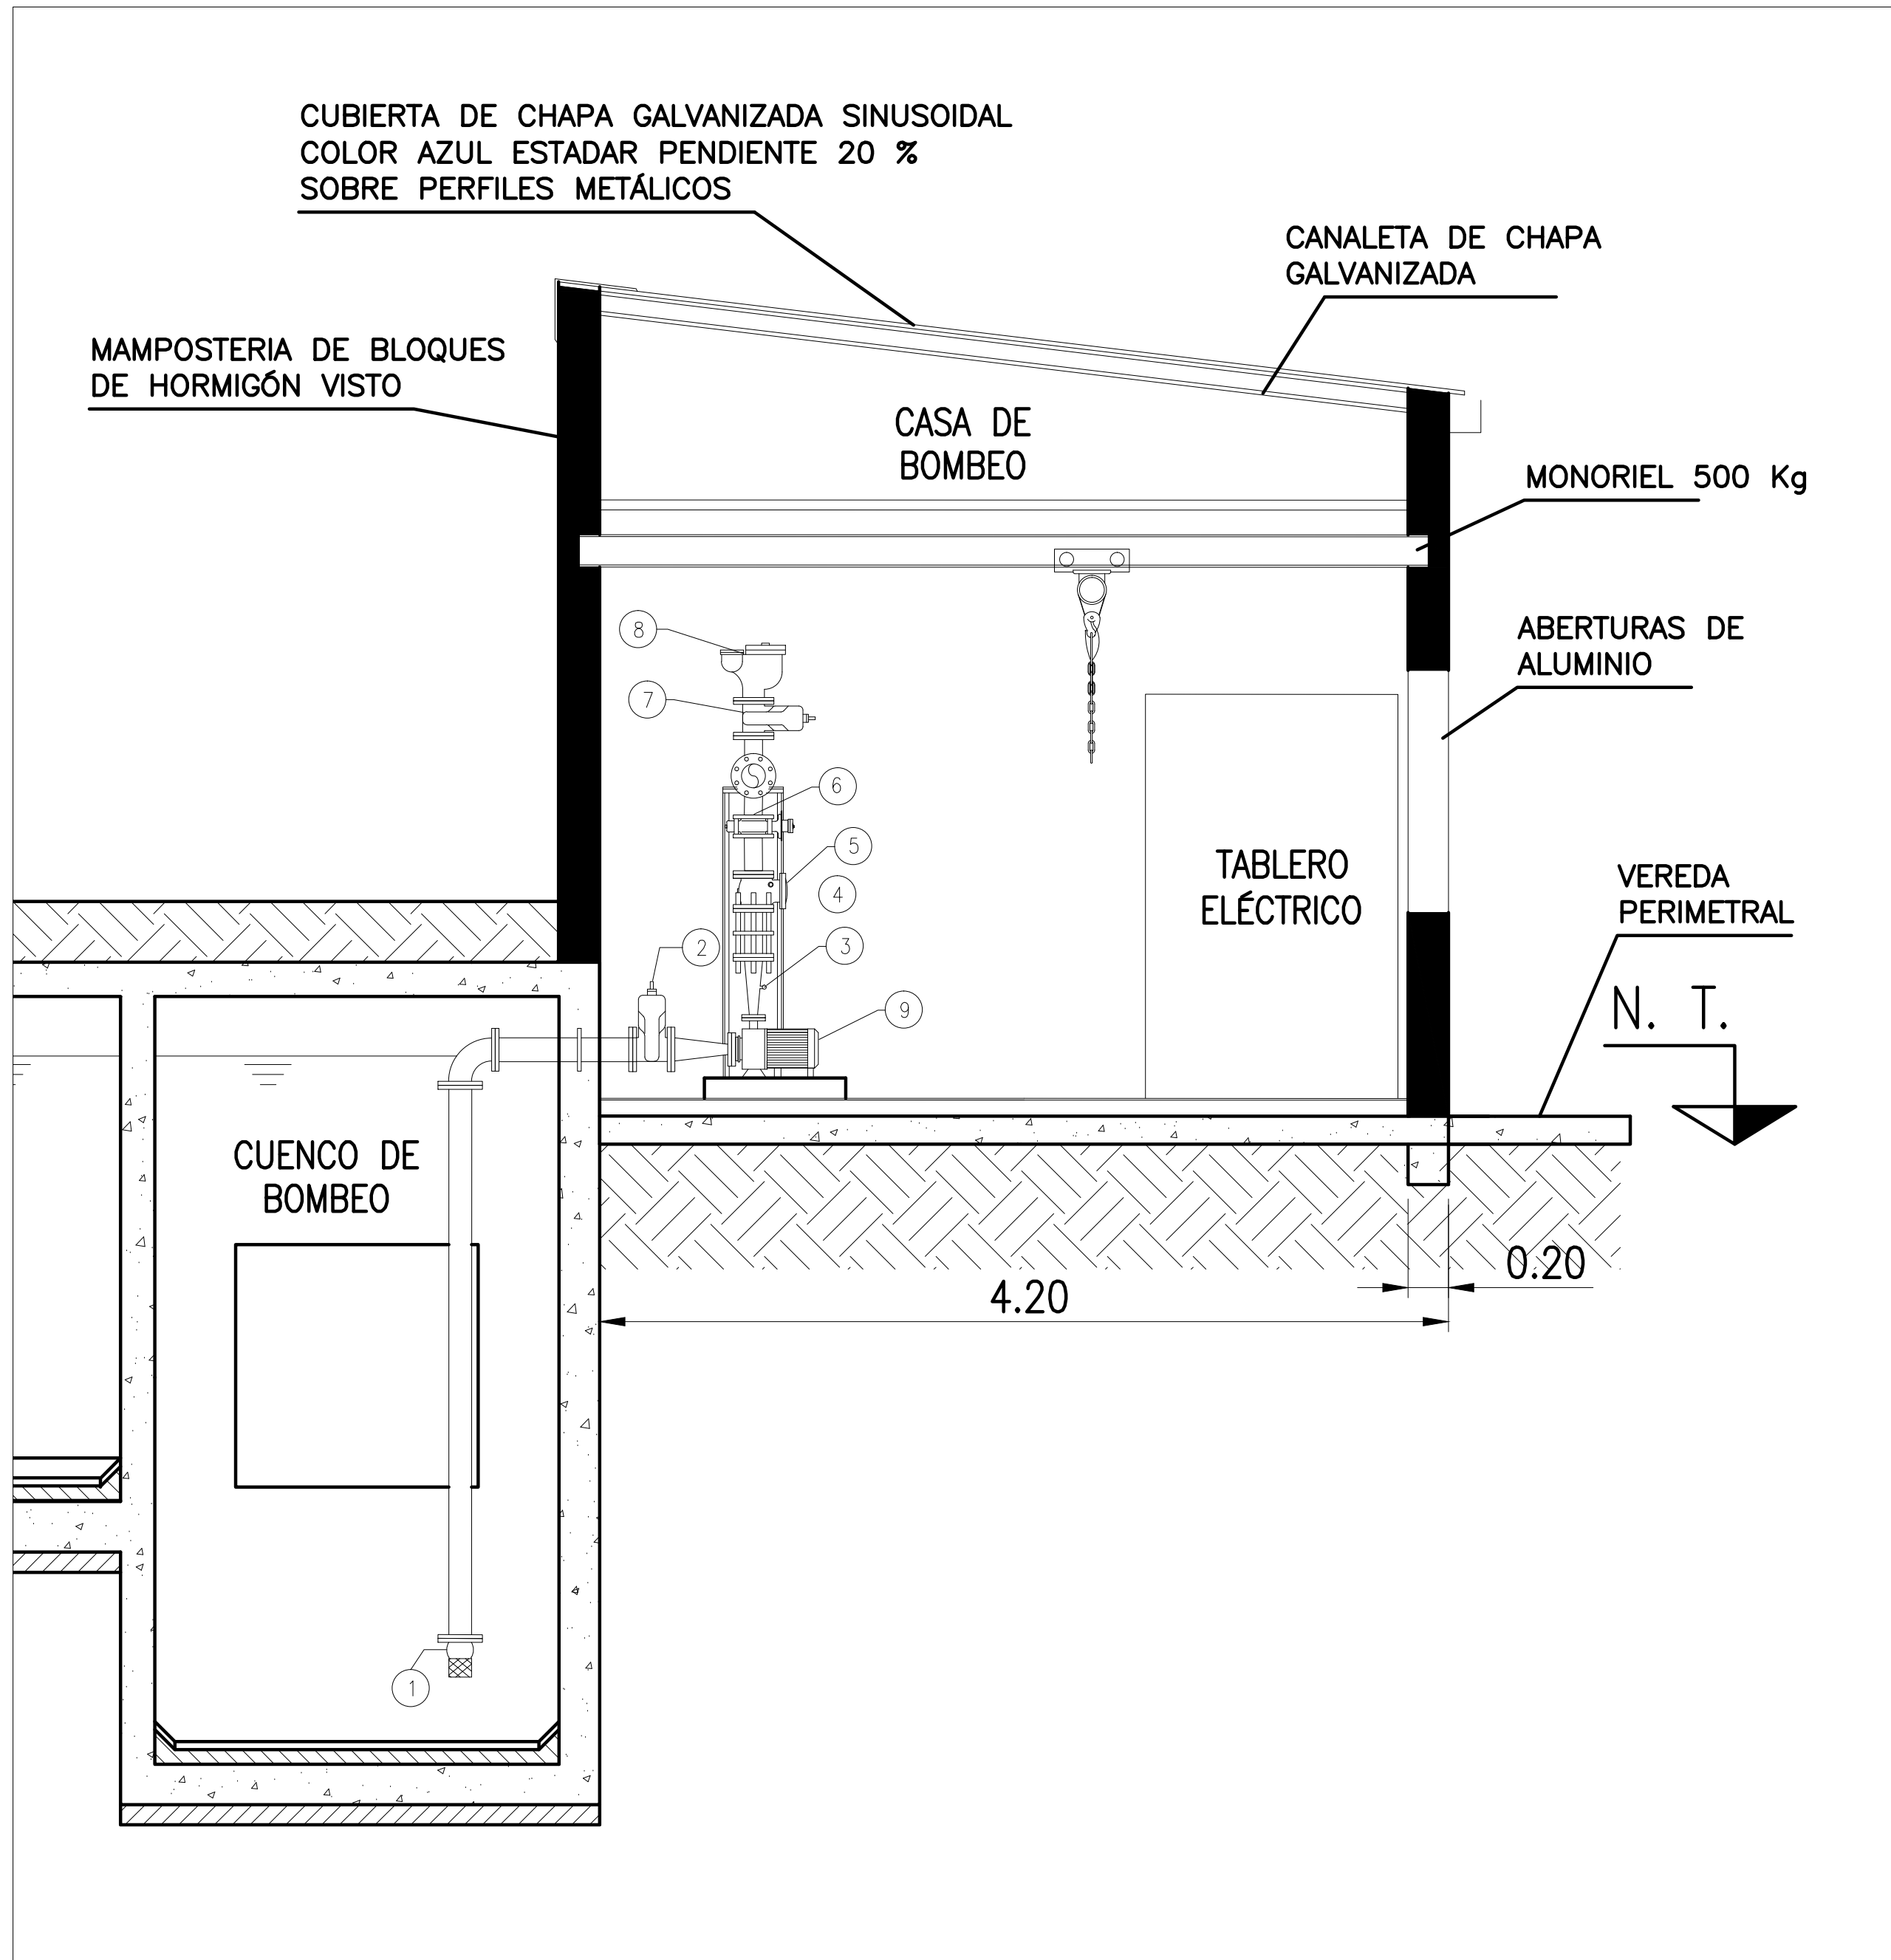 CUBIERTA DE CHAPA GALVANIZADA SINUSOIDAL
COLOR AZUL ESTADAR PENDIENTE 20 %
SOBRE PERFILES METÁLICOS
CANALETA DE CHAPA
GALVANIZADA
MAMPOSTERIA DE BLOQUES
DE HORMIGÓN VISTO
CASA DE
BOMBEO
MONORIEL 500 Kg
ABERTURAS DE
ALUMINIO
8
7
6
5
4
3
2
9
TABLERO
ELÉCTRICO
VEREDA
PERIMETRAL
N. T.
CUENCO DE
BOMBEO
0.20
4.20
1